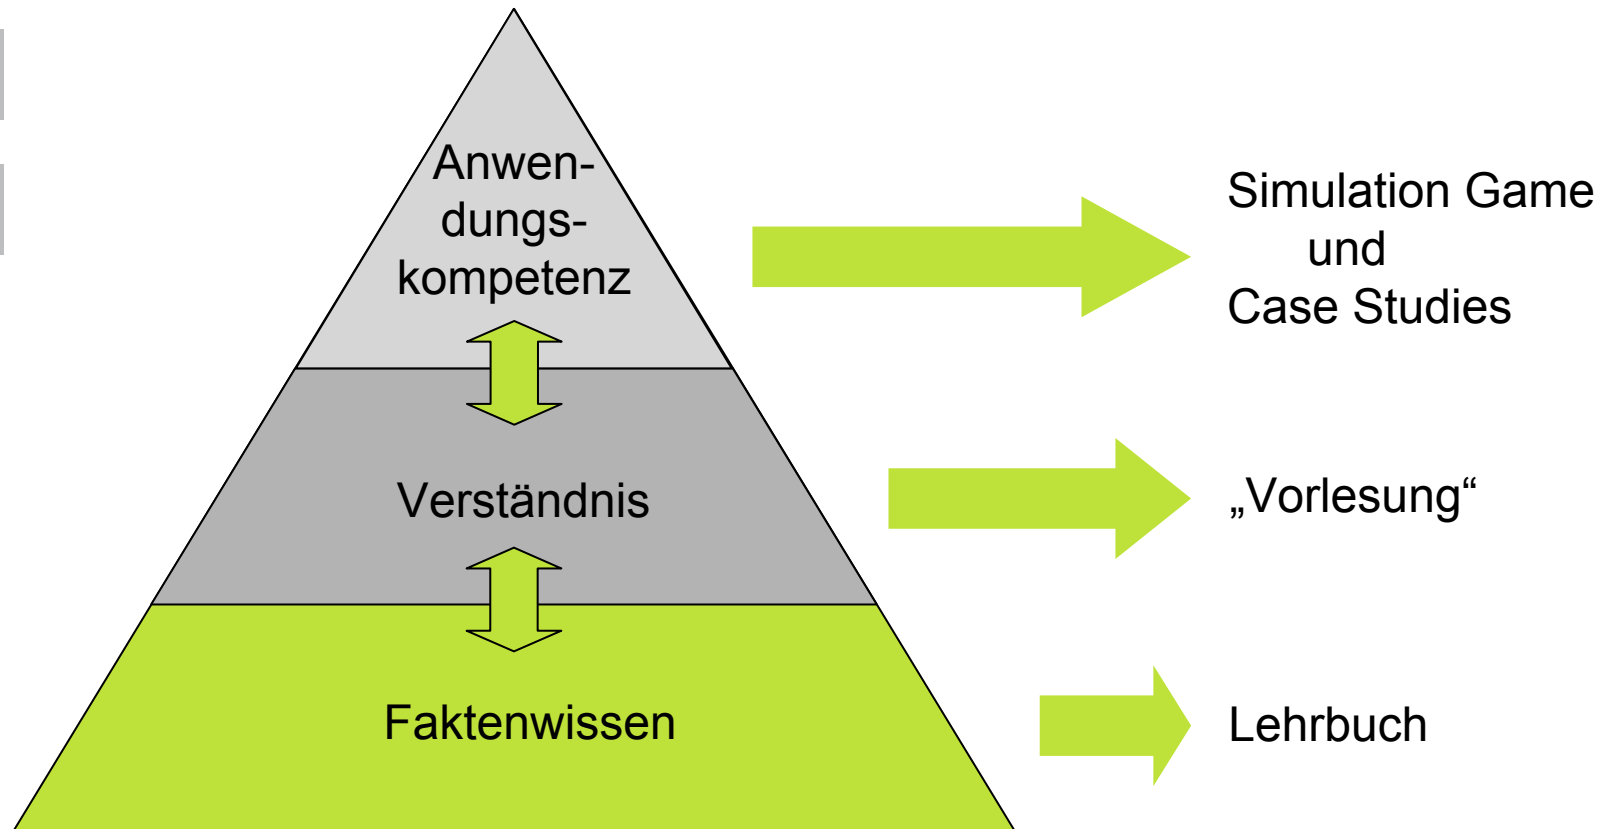 Anwen-
dungs-
kompetenz
Simulation Game
und
Case Studies
Verständnis
„Vorlesung“
Faktenwissen
Lehrbuch